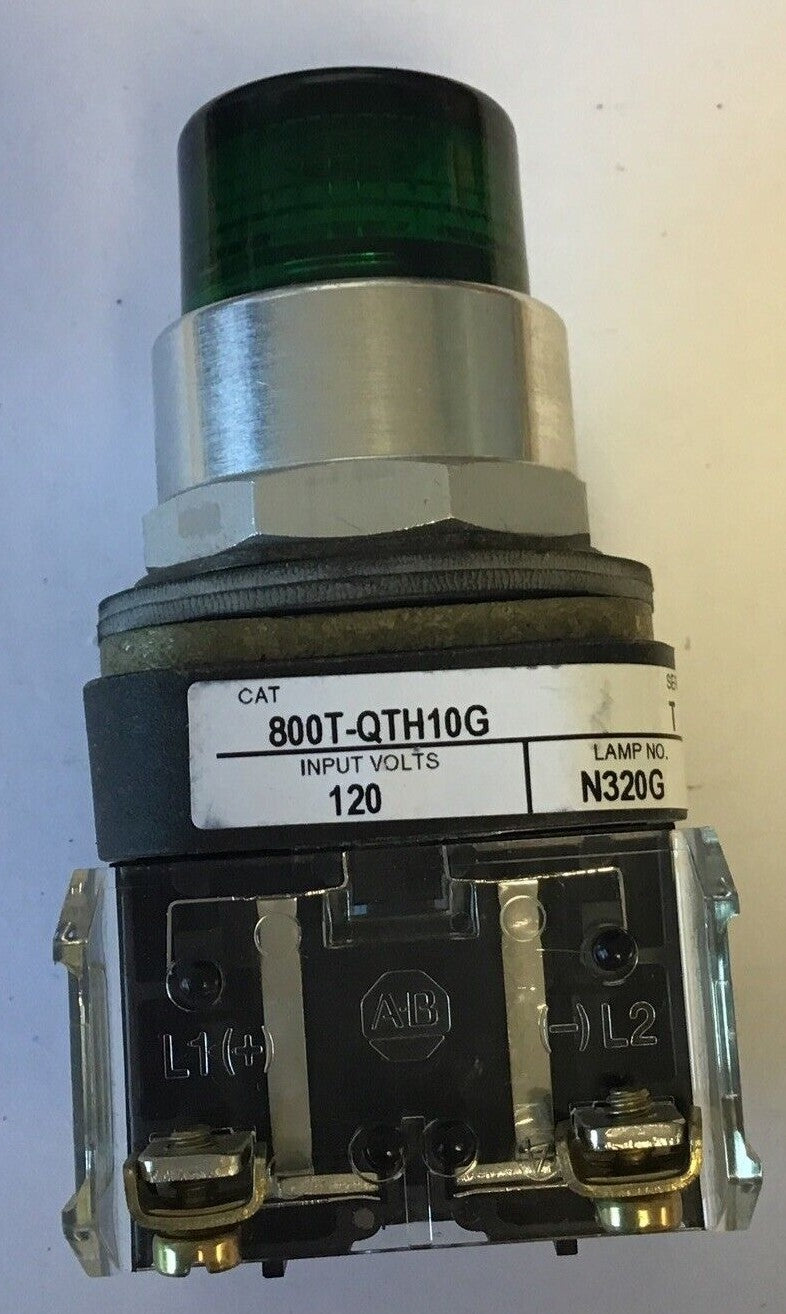 CAT
800T-QTH10G T
INPUT VOLTS LAMP NO.
120 N320G
A-B
L1(+) (-)L2